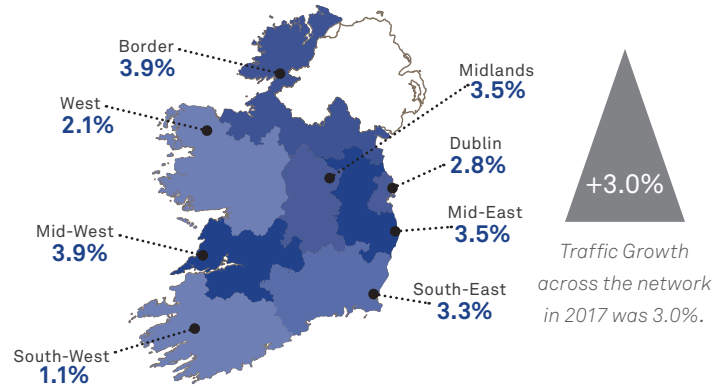 Border
3.9%
West
2.1%
Midlands
3.5%
Dublin
2.8%
Mid-East
3.5%
Mid-West
3.9%
South-East
3.3%
South-West
1.1%
+3.0%
Traffic Growth
across the network
in 2017 was 3.0%.